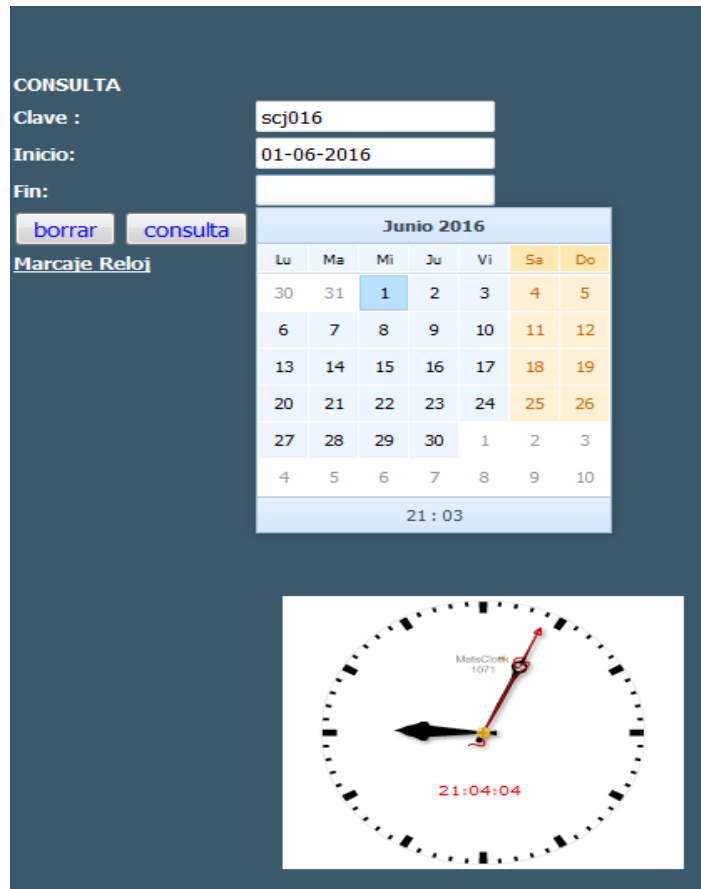 CONSULTA
Clave : scj016
Inicio: 01-06-2016
Fin:
borrar consulta
Marcaje Reloj
Junio 2016
Lu Ma Mi Ju Vi Sa Do
30 31 1 2 3 4 5
6 7 8 9 10 11 12
13 14 15 16 17 18 19
20 21 22 23 24 25 26
27 28 29 30 1 2 3
4 5 6 7 8 9 10
21 : 03
MatsClock
1071
21:04:04